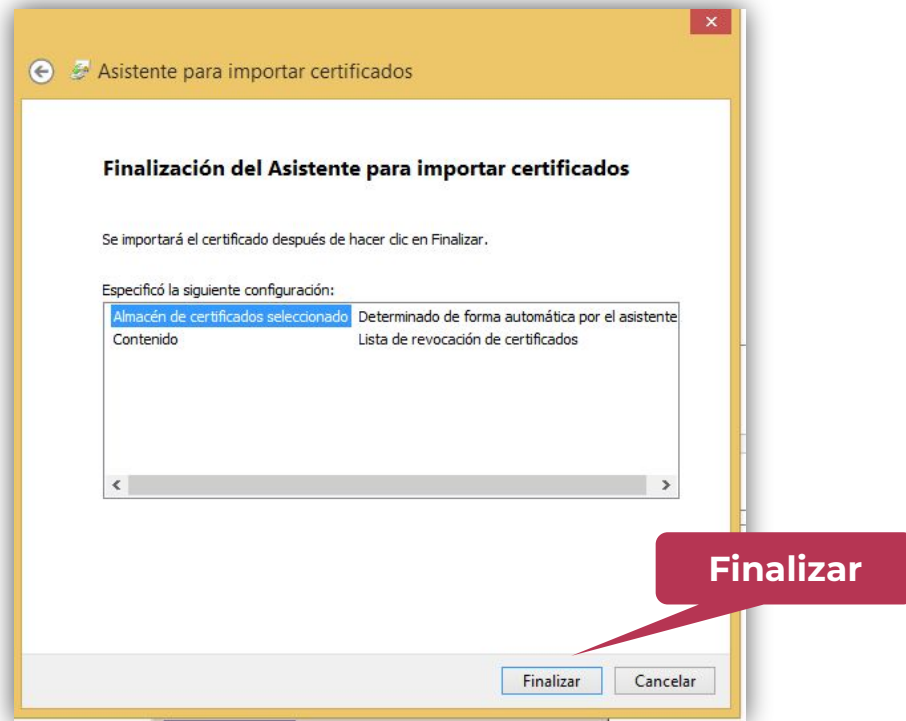 Asistente para importar certificados
Finalización del Asistente para importar certificados
Se importará el certificado después de hacer clic en Finalizar.
Especificó la siguiente configuración:
Almacén de certificados seleccionado Determinado de forma automática por el asistente
Contenido Lista de revocación de certificados
Finalizar
Finalizar Cancelar